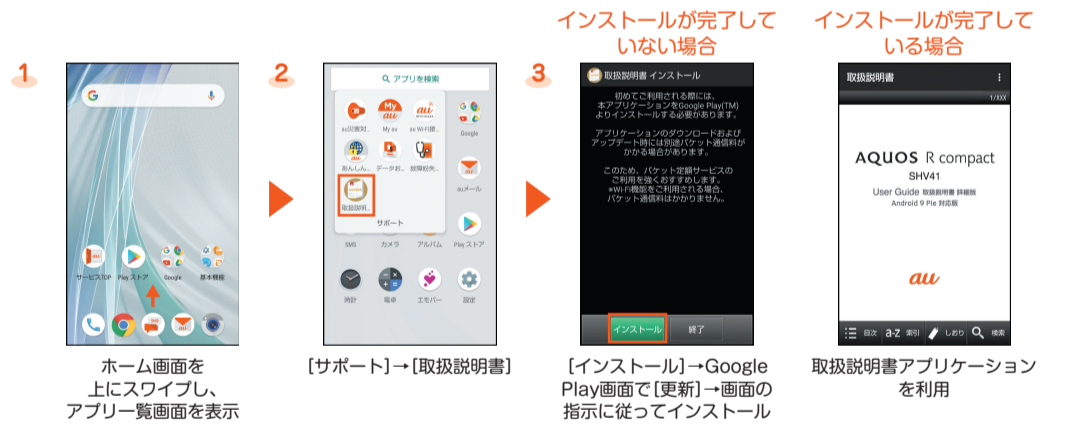 インストールが完了して
いない場合
インストールが完了して
いる場合
1
2
3
G
サービスTOP
Play ストア
Google
基本機能
アプリを検索
au災害対..
My au
au Wi-Fi接..
Google
あんしん..
データお..
故障紛失..
auメール
取扱説明..
サポート
SMS
カメラ
アルバム
Play ストア
時計
電卓
エモパー
設定
取扱説明書 インストール
初めてご利用される際には、
本アプリケーションをGoogle Play(TM)
よりインストールする必要があります。
アプリケーションのダウンロードおよび
アップデート時には別途パケット通信料が
かかる場合があります。
このため、パケット定額サービスの
ご利用を強くおすすめします。
*Wi-Fi機能をご利用される場合、
パケット通信料はかかりません。
インストール
終了
取扱説明書
1/XXX
AQUOS R compact
SHV41
User Guide 取扱説明書 詳細版
Android 9 Pie 対応版
au
目次
a-Z 索引
しおり
検索
ホーム画面を
上にスワイプし、
アプリ一覧画面を表示
[サポート]→[取扱説明書]
[インストール]→Google
Play画面で[更新]→画面の
指示に従ってインストール
取扱説明書アプリケーション
を利用